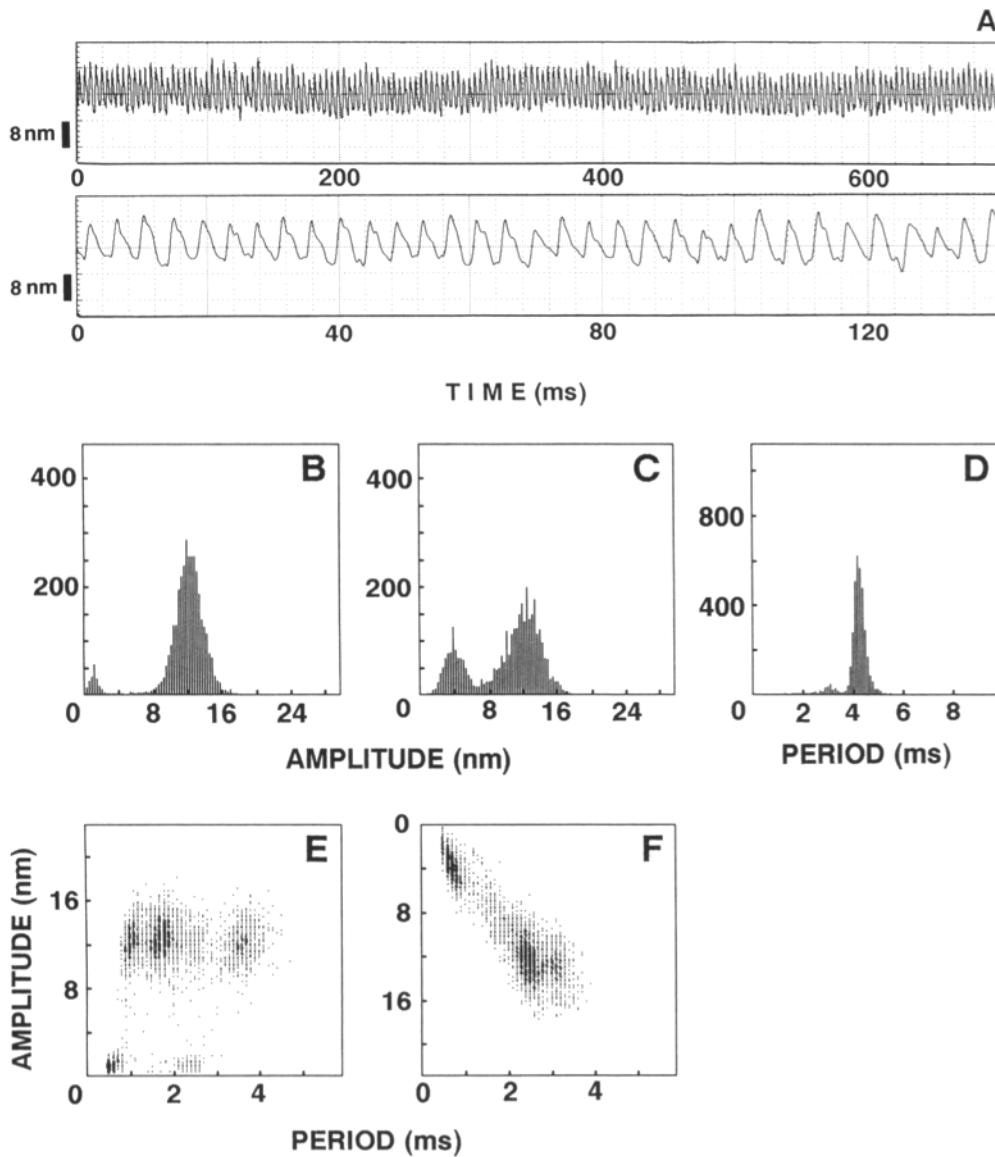 A
8 nm
0 200 400 600
8 nm
0 40 80 120
T I M E (ms)
B C D
400 400 800
200 200 400
0 8 16 24 0 8 16 24 0 2 4 6 8
AMPLITUDE (nm) PERIOD (ms)
E F
AMPLITUDE (nm)
16 8 0 8 16
0 2 4 0 2 4
PERIOD (ms)